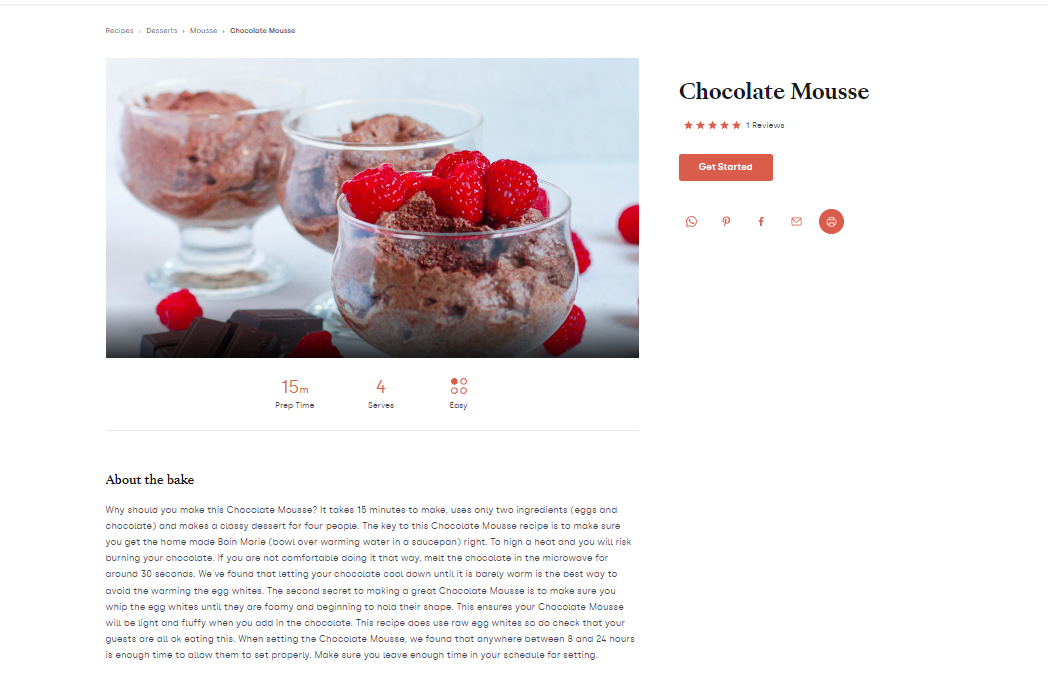 Recipes › Desserts › Mousse › Chocolate Mousse
Chocolate Mousse
1 Reviews
Get Started
15m
Prep Time
4
Serves
Easy
About the bake
Why should you make this Chocolate Mousse? It takes 15 minutes to make, uses only two ingredients (eggs and
chocolate) and makes a classy dessert for four people. The key to this Chocolate Mousse recipe is to make sure
you get the home made Bain Marie (bowl over warming water in a saucepan) right. To high a heat and you will risk
burning your chocolate. If you are not comfortable doing it that way, melt the chocolate in the microwave for
around 30 seconds. We've found that letting your chocolate cool down until it is barely warm is the best way to
avoid the warming the egg whites. The second secret to making a great Chocolate Mousse is to make sure you
whip the egg whites until they are foamy and beginning to hold their shape. This ensures your Chocolate Mousse
will be light and fluffy when you add in the chocolate. This recipe does use raw egg whites so do check that your
guests are all ok eating this. When setting the Chocolate Mousse, we found that anywhere between 8 and 24 hours
is enough time to allow them to set properly. Make sure you leave enough time in your schedule for setting.